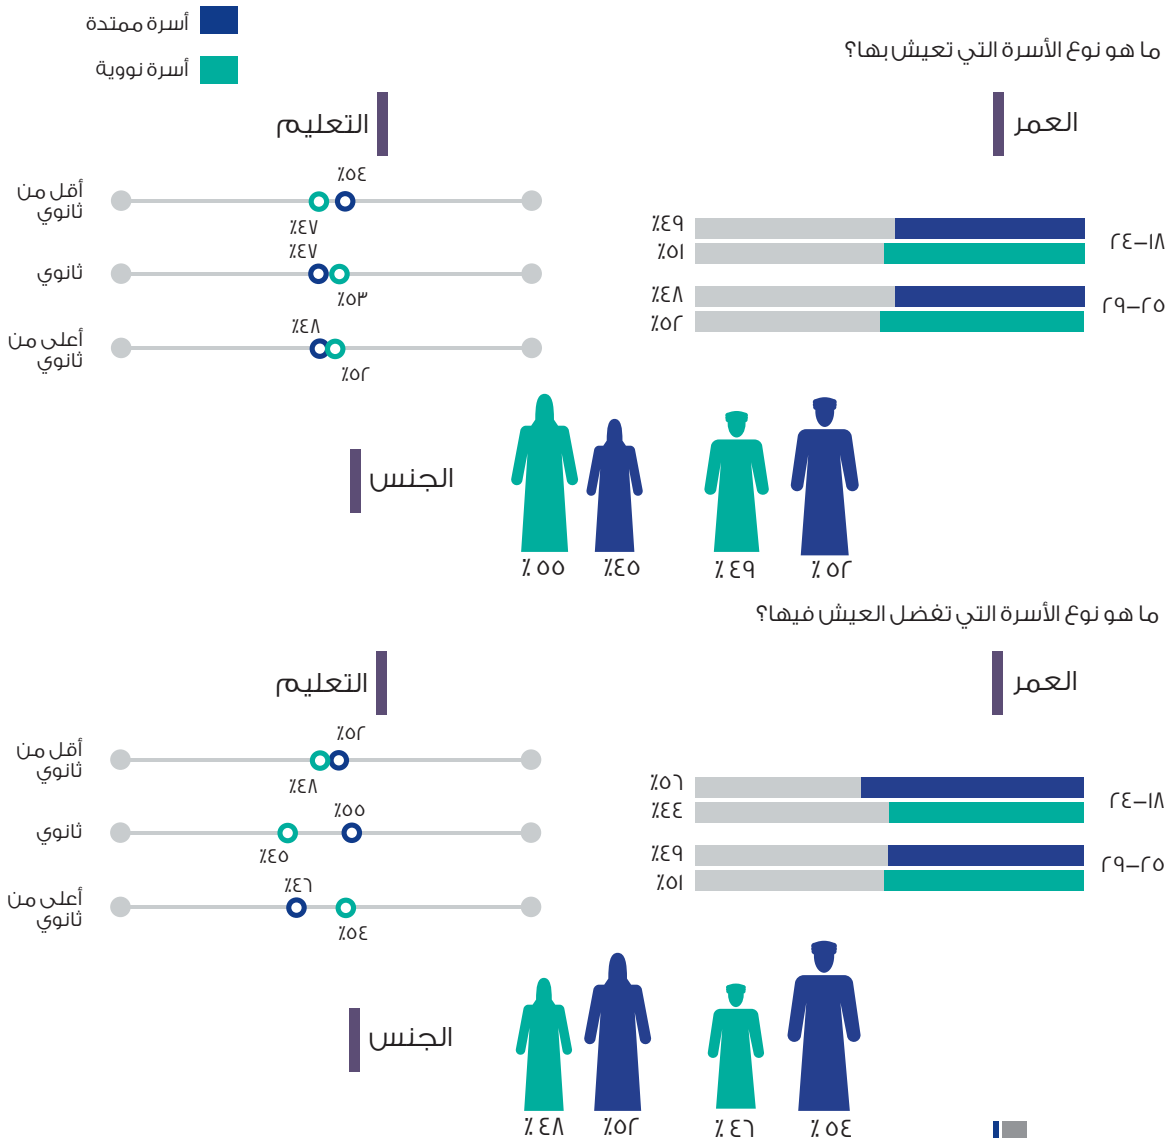 أسرة ممتدة
أسرة نووية
ما هو نوع الأسرة التي تعيش بها؟
العمر
١٨–٢٤
٤٩٪
٥١٪
٢٥–٢٩
٤٨٪
٥٢٪
التعليم
أقل من
ثانوي
٥٤٪
٤٧٪
ثانوي
٤٧٪
٥٣٪
أعلى من
ثانوي
٤٨٪
٥٢٪
الجنس
٥٥ ٪
٤٥٪
٤٩ ٪
٥٢ ٪
ما هو نوع الأسرة التي تفضل العيش فيها؟
العمر
١٨–٢٤
٥٦٪
٤٤٪
٢٥–٢٩
٤٩٪
٥١٪
التعليم
أقل من
ثانوي
٥٢٪
٤٨٪
ثانوي
٥٥٪
٤٥٪
أعلى من
ثانوي
٤٦٪
٥٤٪
الجنس
٤٨ ٪
٥٢٪
٤٦ ٪
٥٤ ٪